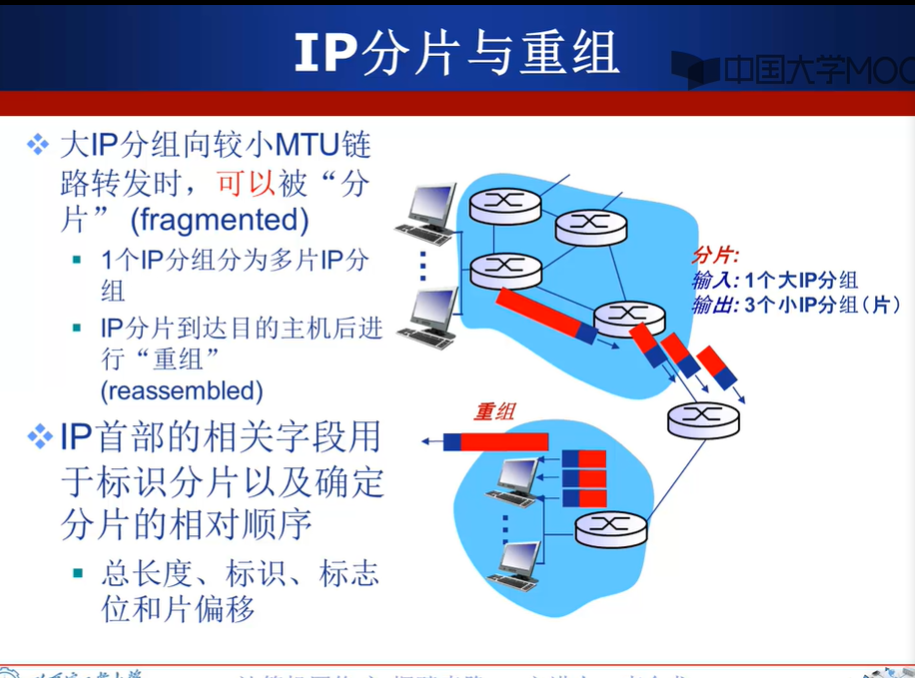 IP分片与重组
中国大学MOO
大IP分组向较小MTU链
路转发时，可以被“分
片” (fragmented)
1个IP分组分为多片IP分
组
IP分片到达目的主机后进
行“重组”
(reassembled)
IP首部的相关字段用
于标识分片以及确定
分片的相对顺序
总长度、标识、标志
位和片偏移
分片:
输入: 1个大IP分组
输出: 3个小IP分组（片）
重组